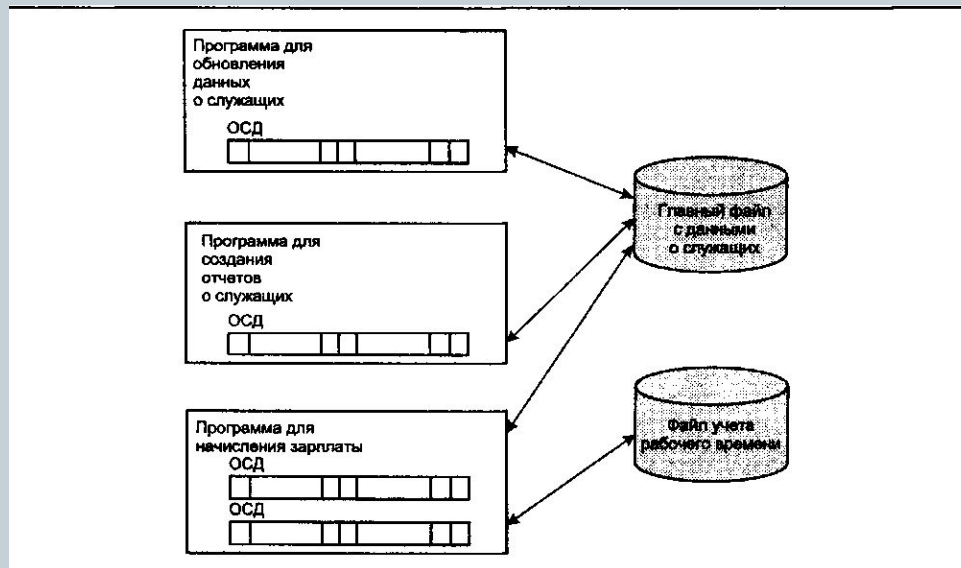 Программа для
обновления
данных
о служащих
ОСД
Главный файл
с данными
о служащих
Программа для
создания
отчетов
о служащих
ОСД
Программа для
начисления зарплаты
ОСД
ОСД
Файл учета
рабочего времени